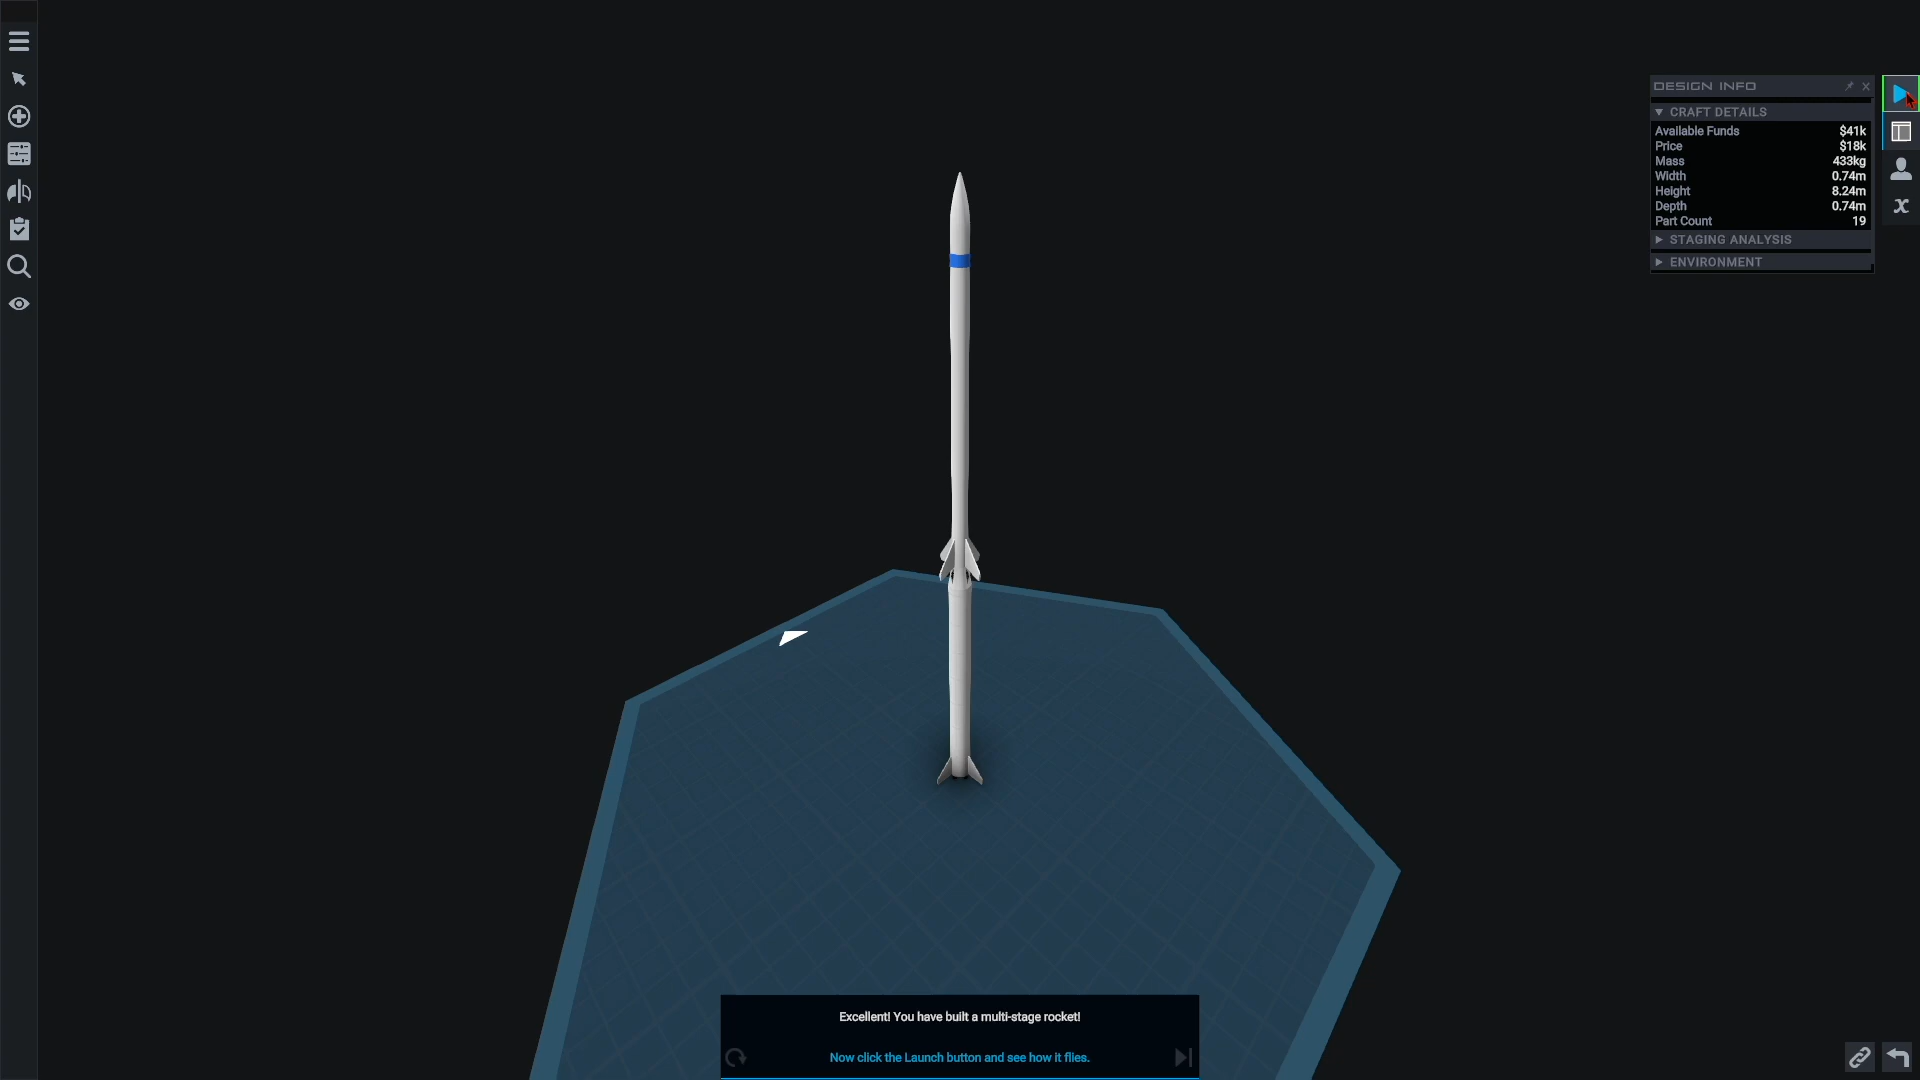 DESIGN INFO
CRAFT DETAILS
Available Funds $41k
Price $18k
Mass 433kg
Width 0.74m
Height 8.24m
Depth 0.74m
Part Count 19
STAGING ANALYSIS
ENVIRONMENT
Excellent! You have built a multi-stage rocket!
Now click the Launch button and see how it flies.